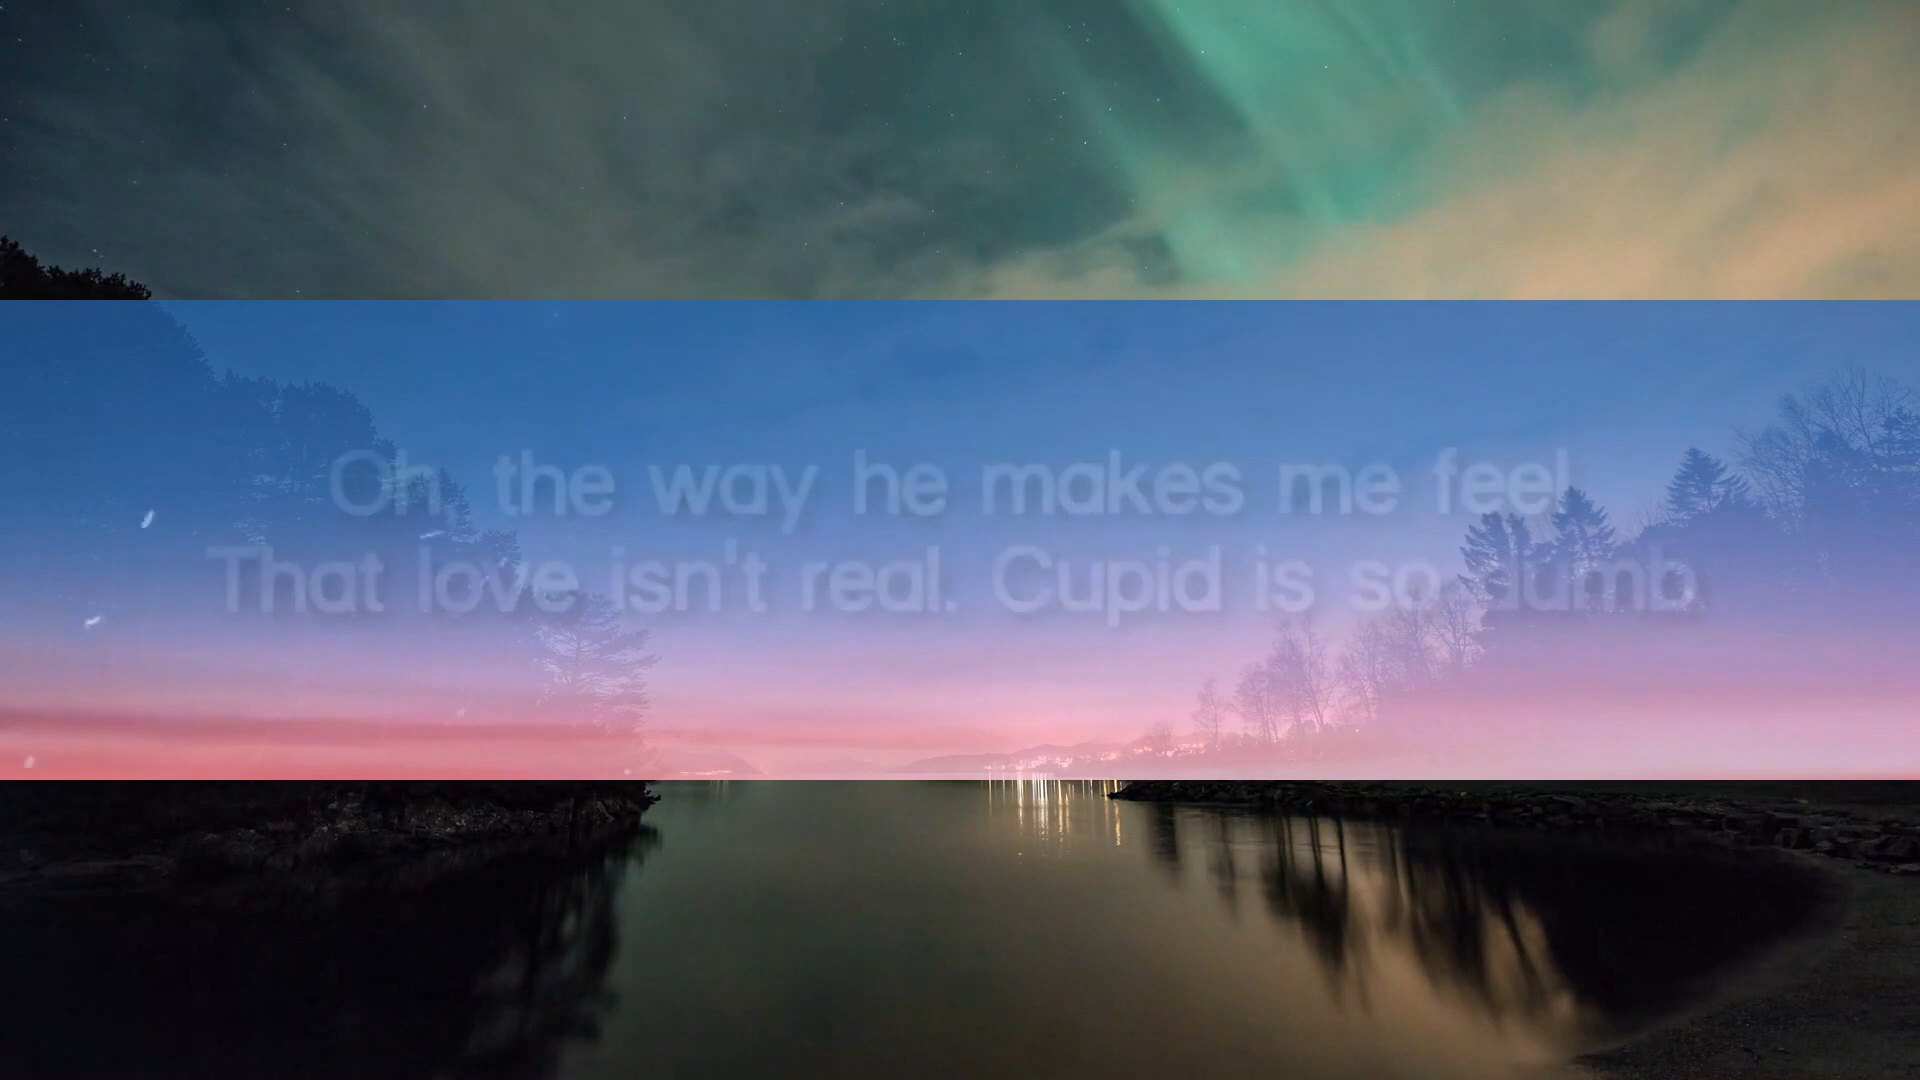 Oh, the way he makes me feel
That love isn't real. Cupid is so dumb.